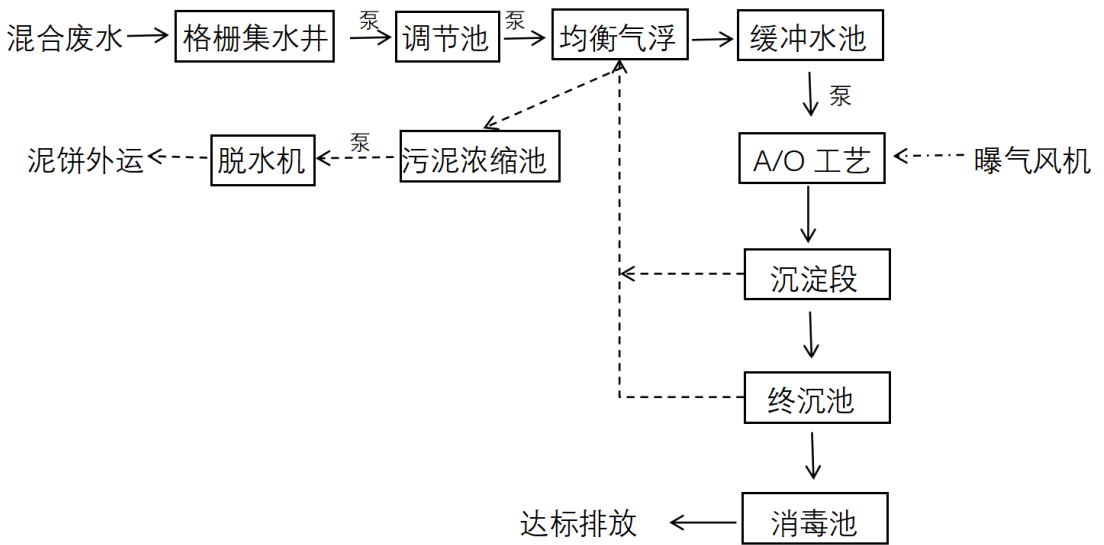 混合废水
格栅集水井
泵
调节池
泵
均衡气浮
缓冲水池
泵
泥饼外运
脱水机
泵
污泥浓缩池
A/O 工艺
曝气风机
沉淀段
终沉池
达标排放
消毒池